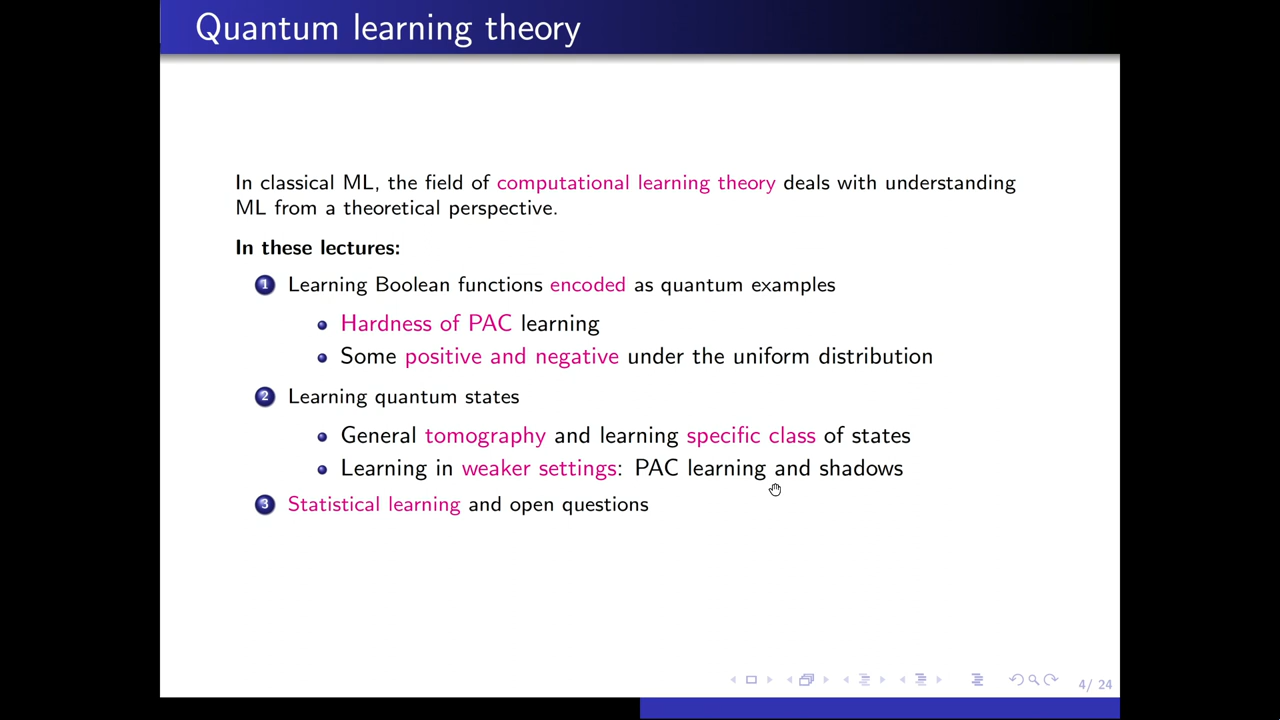 Quantum learning theory
In classical ML, the field of computational learning theory deals with understanding
ML from a theoretical perspective.
In these lectures:
1 Learning Boolean functions encoded as quantum examples
Hardness of PAC learning
Some positive and negative under the uniform distribution
2 Learning quantum states
General tomography and learning specific class of states
Learning in weaker settings: PAC learning and shadows
3 Statistical learning and open questions
4/ 24